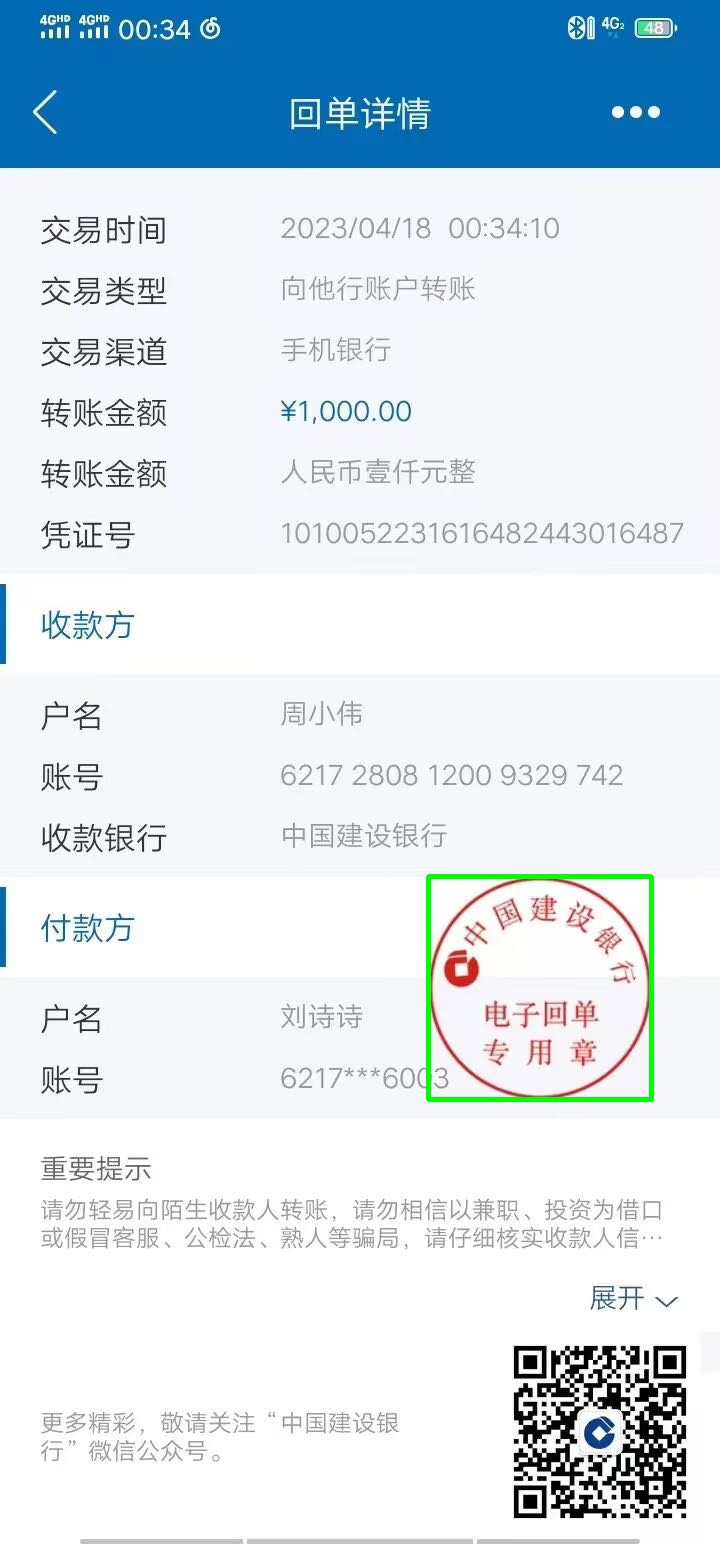 4GHD 4GHD 00:34 4G2 48
回单详情
交易时间 2023/04/18 00:34:10
交易类型 向他行账户转账
交易渠道 手机银行
转账金额 ¥1,000.00
转账金额 人民币壹仟元整
凭证号 1010052231616482443016487
收款方
户名 周小伟
账号 6217 2808 1200 9329 742
收款银行 中国建设银行
付款方
中国建设银行
电子回单
专用章
户名 刘诗诗
账号 6217***6003
重要提示
请勿轻易向陌生收款人转账，请勿相信以兼职、投资为借口
或假冒客服、公检法、熟人等骗局，请仔细核实收款人信…
展开
更多精彩，敬请关注“中国建设银
行”微信公众号。